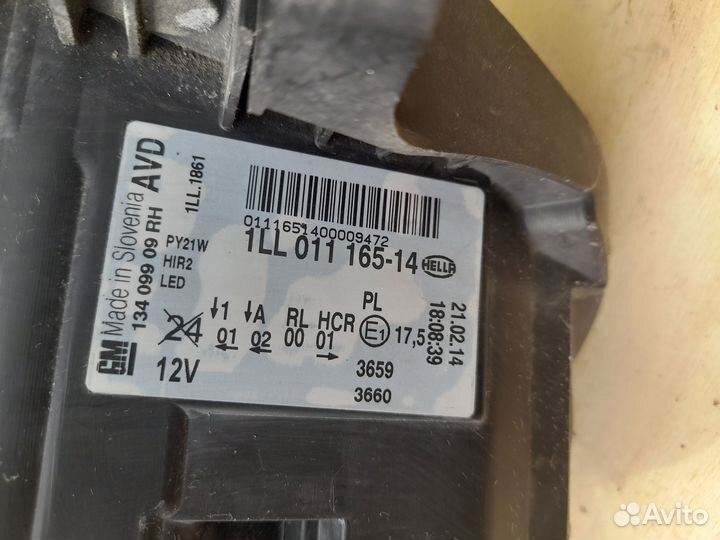 GM Made in Slovenia AVD
134 099 09 RH
1LL.1861
0111651400009472
PY21W
HIR2
LED
1LL 011 165-14 HELLA
24
12V
↓1 ↓A RL HCR PL
01 02 00 01 E1 17,5
3659
3660
21.02.14
18:08:39
Avito